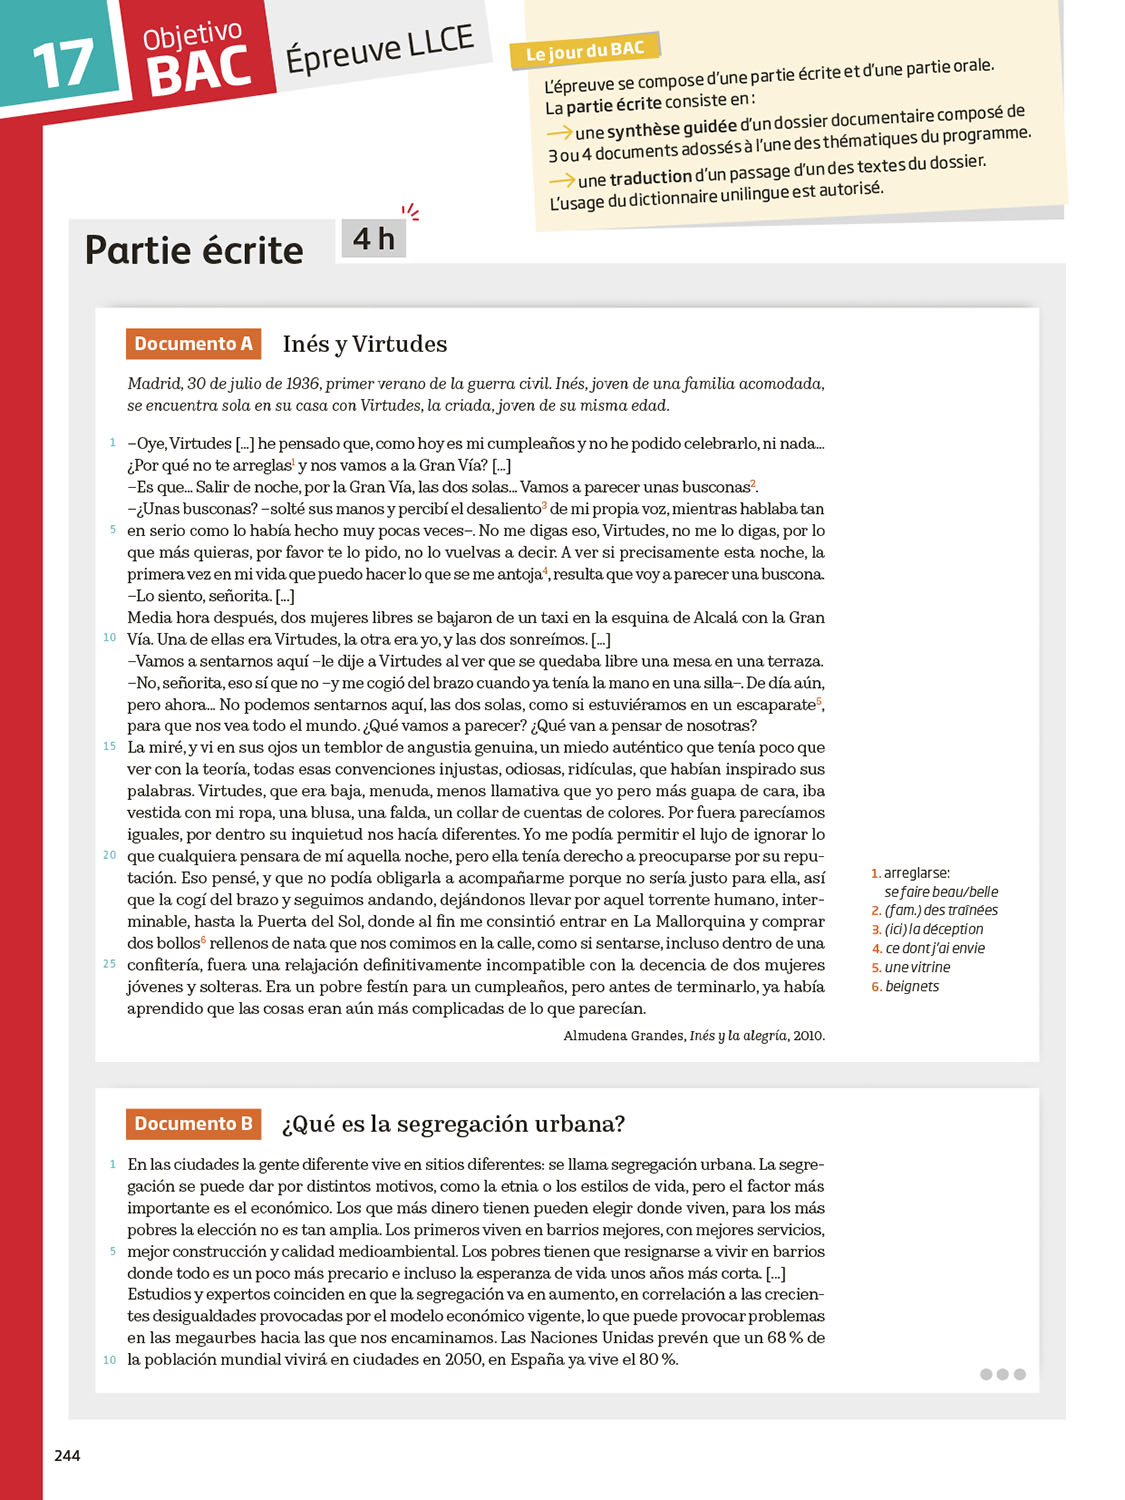 17
Objetivo
BAC
Épreuve LLCE
Le jour du BAC
L'épreuve se compose d'une partie écrite et d'une partie orale.
La partie écrite consiste en :
→ une synthèse guidée d'un dossier documentaire composé de
3 ou 4 documents adossés à l'une des thématiques du programme.
→ une traduction d'un passage d'un des textes du dossier.
L'usage du dictionnaire unilingue est autorisé.
Partie écrite
4 h
Documento A Inés y Virtudes
Madrid, 30 de julio de 1936, primer verano de la guerra civil. Inés, joven de una familia acomodada,
se encuentra sola en su casa con Virtudes, la criada, joven de su misma edad.
1 –Oye, Virtudes [...] he pensado que, como hoy es mi cumpleaños y no he podido celebrarlo, ni nada...
¿Por qué no te arreglas1 y nos vamos a la Gran Vía? [...]
–Es que... Salir de noche, por la Gran Vía, las dos solas... Vamos a parecer unas busconas2.
–¿Unas busconas? –solté sus manos y percibí el desaliento3 de mi propia voz, mientras hablaba tan
5 en serio como lo había hecho muy pocas veces–. No me digas eso, Virtudes, no me lo digas, por lo
que más quieras, por favor te lo pido, no lo vuelvas a decir. A ver si precisamente esta noche, la
primera vez en mi vida que puedo hacer lo que se me antoja4, resulta que voy a parecer una buscona.
–Lo siento, señorita. [...]
Media hora después, dos mujeres libres se bajaron de un taxi en la esquina de Alcalá con la Gran
10 Vía. Una de ellas era Virtudes, la otra era yo, y las dos sonreímos. [...]
–Vamos a sentarnos aquí –le dije a Virtudes al ver que se quedaba libre una mesa en una terraza.
–No, señorita, eso sí que no –y me cogió del brazo cuando ya tenía la mano en una silla–. De día aún,
pero ahora... No podemos sentarnos aquí, las dos solas, como si estuviéramos en un escaparate5,
para que nos vea todo el mundo. ¿Qué vamos a parecer? ¿Qué van a pensar de nosotras?
15 La miré, y vi en sus ojos un temblor de angustia genuina, un miedo auténtico que tenía poco que
ver con la teoría, todas esas convenciones injustas, odiosas, ridículas, que habían inspirado sus
palabras. Virtudes, que era baja, menuda, menos llamativa que yo pero más guapa de cara, iba
vestida con mi ropa, una blusa, una falda, un collar de cuentas de colores. Por fuera parecíamos
iguales, por dentro su inquietud nos hacía diferentes. Yo me podía permitir el lujo de ignorar lo
20 que cualquiera pensara de mí aquella noche, pero ella tenía derecho a preocuparse por su repu-
tación. Eso pensé, y que no podía obligarla a acompañarme porque no sería justo para ella, así
que la cogí del brazo y seguimos andando, dejándonos llevar por aquel torrente humano, inter-
minable, hasta la Puerta del Sol, donde al fin me consintió entrar en La Mallorquina y comprar
dos bollos6 rellenos de nata que nos comimos en la calle, como si sentarse, incluso dentro de una
25 confitería, fuera una relajación definitivamente incompatible con la decencia de dos mujeres
jóvenes y solteras. Era un pobre festín para un cumpleaños, pero antes de terminarlo, ya había
aprendido que las cosas eran aún más complicadas de lo que parecían.
Almudena Grandes, Inés y la alegría, 2010.
1. arreglarse:
se faire beau/belle
2. (fam.) des traînées
3. (ici) la déception
4. ce dont j'ai envie
5. une vitrine
6. beignets
Documento B ¿Qué es la segregación urbana?
1 En las ciudades la gente diferente vive en sitios diferentes: se llama segregación urbana. La segre-
gación se puede dar por distintos motivos, como la etnia o los estilos de vida, pero el factor más
importante es el económico. Los que más dinero tienen pueden elegir donde viven, para los más
pobres la elección no es tan amplia. Los primeros viven en barrios mejores, con mejores servicios,
5 mejor construcción y calidad medioambiental. Los pobres tienen que resignarse a vivir en barrios
donde todo es un poco más precario e incluso la esperanza de vida unos años más corta. [...]
Estudios y expertos coinciden en que la segregación va en aumento, en correlación a las crecien-
tes desigualdades provocadas por el modelo económico vigente, lo que puede provocar problemas
en las megaurbes hacia las que nos encaminamos. Las Naciones Unidas prevén que un 68 % de
10 la población mundial vivirá en ciudades en 2050, en España ya vive el 80 %.
244